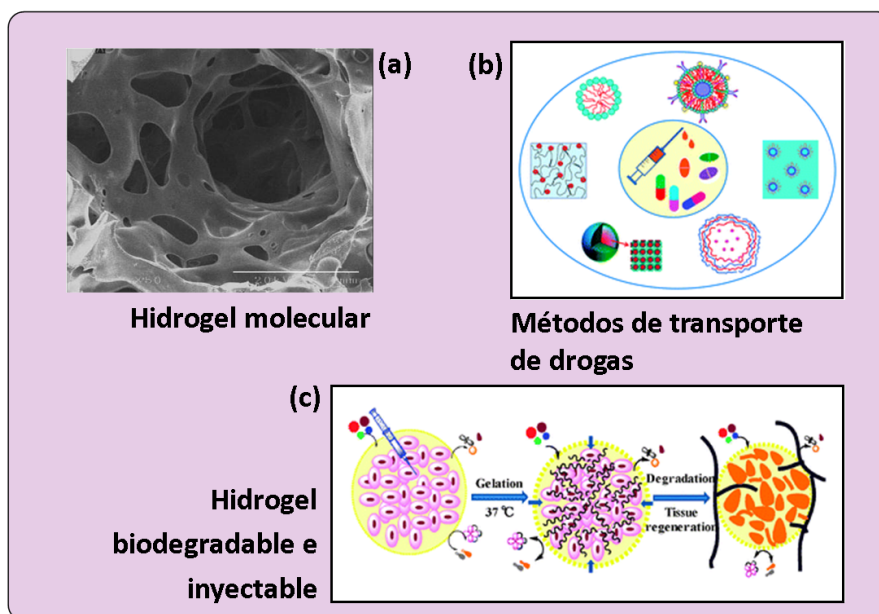 (a)
(b)
Hidrogel molecular
Métodos de transporte
de drogas
(c)
Hidrogel
biodegradable e
inyectable
Gelation
37 ℃
Degradation
Tissue
regeneration